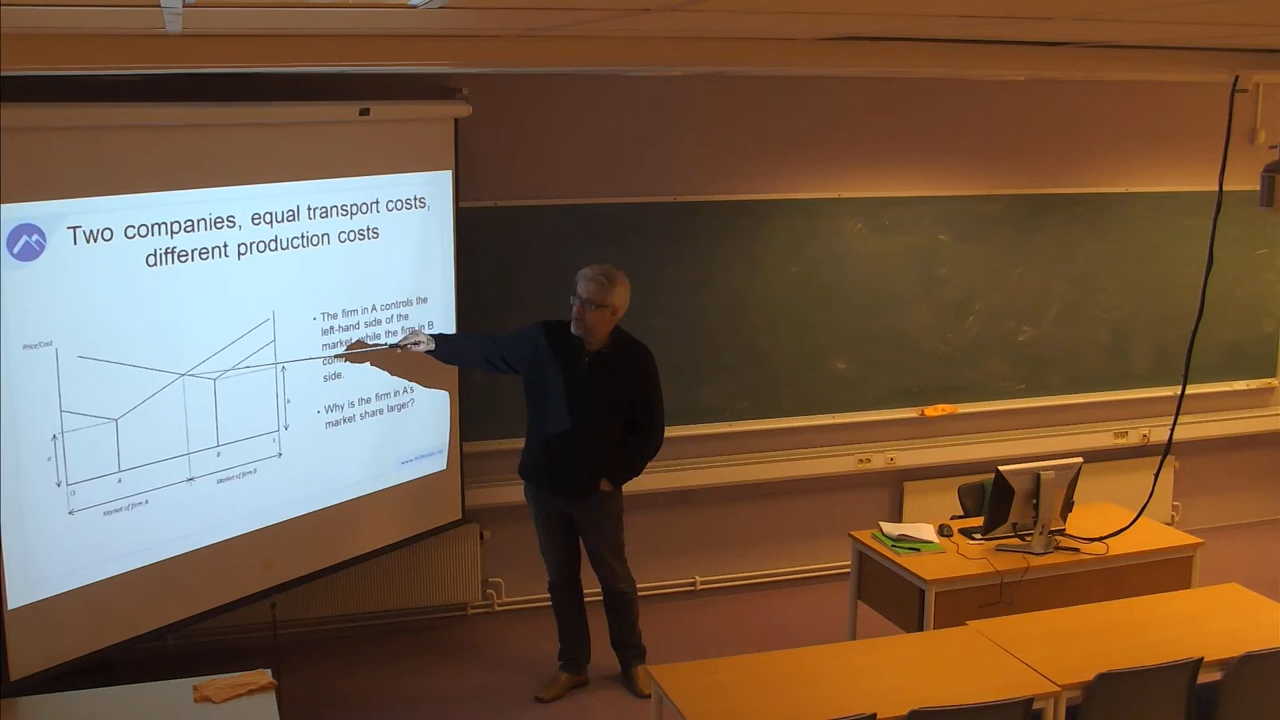 Two companies, equal transport costs,
different production costs
• The firm in A controls the
left-hand side of the
market, while the firm in B
side.
• Why is the firm in A's
market share larger?
Price/Cost
a
b
O
A
B
L
Market of firm A
Market of firm B